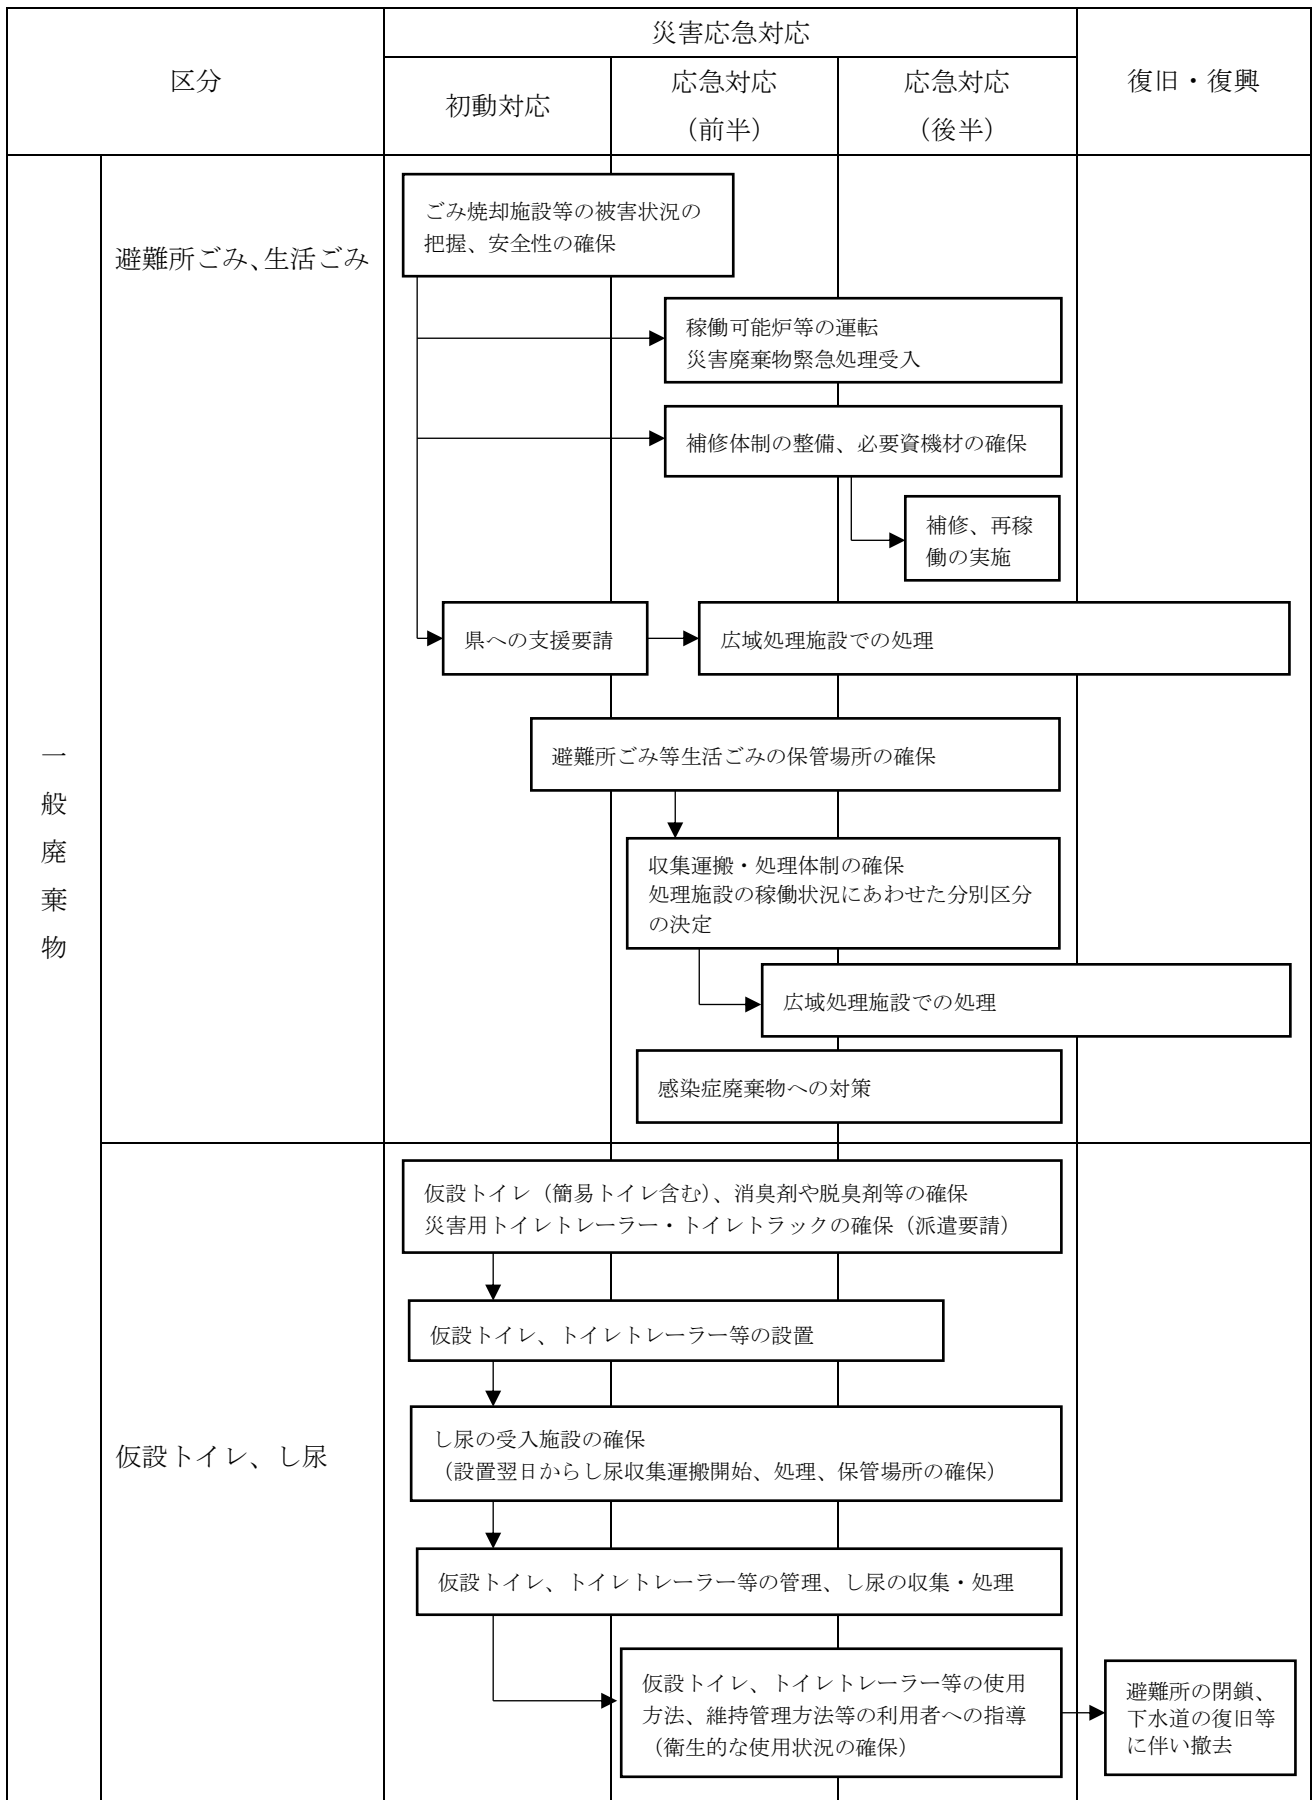 区分
災害応急対応
復旧・復興
初動対応
応急対応
（前半）
応急対応
（後半）
一般廃棄物
避難所ごみ、生活ごみ
ごみ焼却施設等の被害状況の
把握、安全性の確保
稼働可能炉等の運転
災害廃棄物緊急処理受入
補修体制の整備、必要資機材の確保
補修、再稼
働の実施
県への支援要請
広域処理施設での処理
避難所ごみ等生活ごみの保管場所の確保
収集運搬・処理体制の確保
処理施設の稼働状況にあわせた分別区分
の決定
広域処理施設での処理
感染症廃棄物への対策
仮設トイレ、し尿
仮設トイレ（簡易トイレ含む）、消臭剤や脱臭剤等の確保
災害用トイレトレーラー・トイレトラックの確保（派遣要請）
仮設トイレ、トイレトレーラー等の設置
し尿の受入施設の確保
（設置翌日からし尿収集運搬開始、処理、保管場所の確保）
仮設トイレ、トイレトレーラー等の管理、し尿の収集・処理
仮設トイレ、トイレトレーラー等の使用
方法、維持管理方法等の利用者への指導
（衛生的な使用状況の確保）
避難所の閉鎖、
下水道の復旧等
に伴い撤去